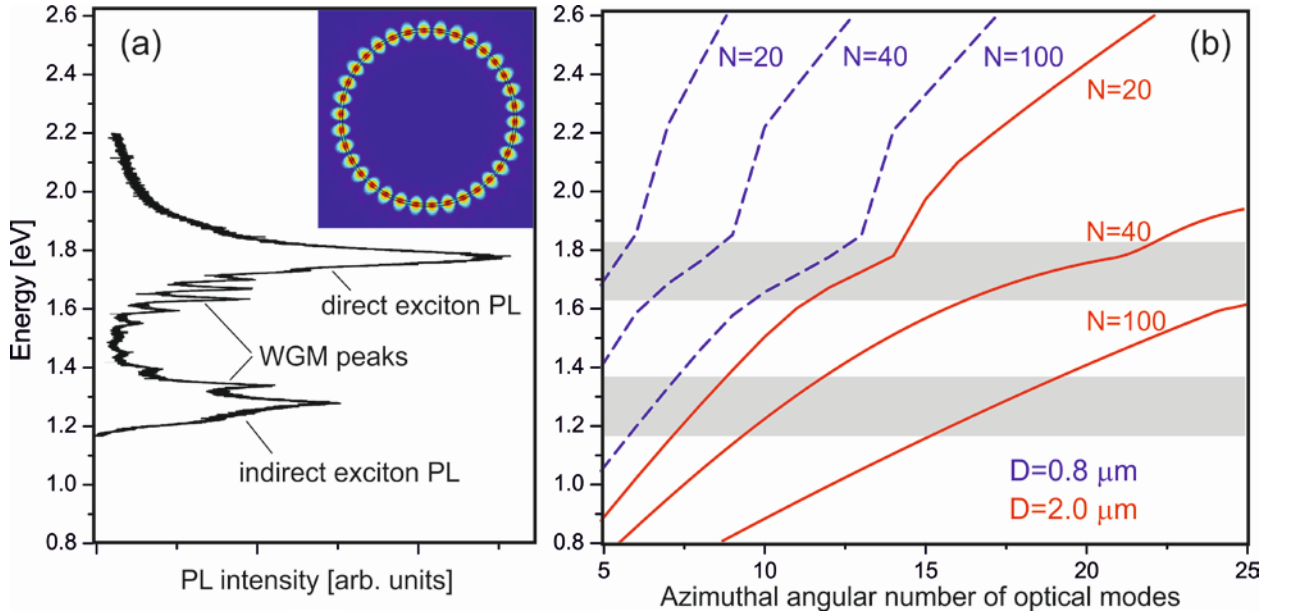 (a)
2.6
2.4
2.2
2.0
1.8
1.6
1.4
1.2
1.0
0.8
Energy [eV]
direct exciton PL
WGM peaks
indirect exciton PL
PL intensity [arb. units]
(b)
2.6
2.4
2.2
2.0
1.8
1.6
1.4
1.2
1.0
0.8
N=20
N=40
N=100
N=20
N=40
N=100
D=0.8 μm
D=2.0 μm
5
10
15
20
25
Azimuthal angular number of optical modes